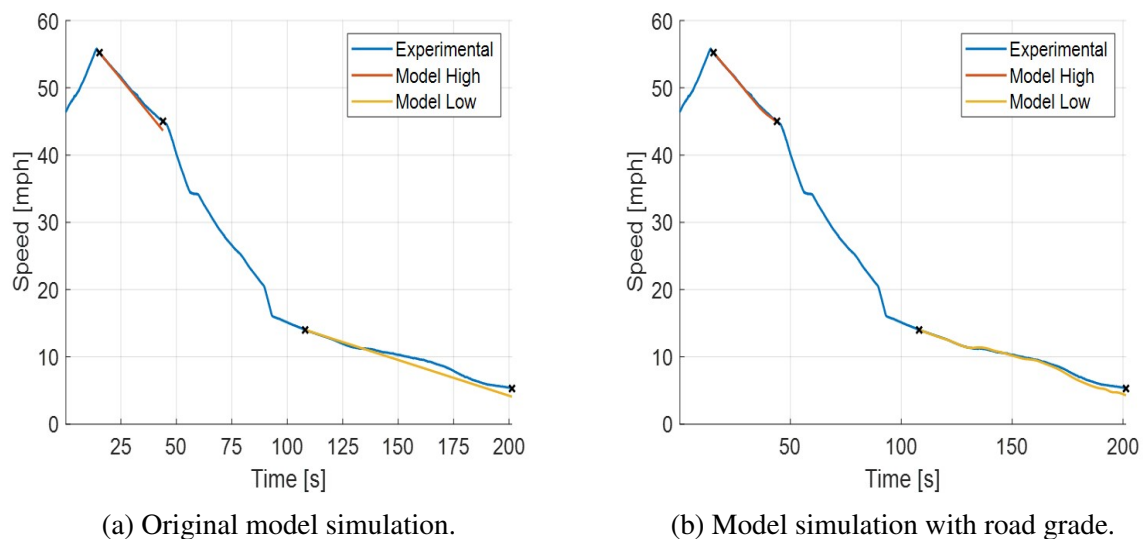 60
50
40
30
20
10
0
Speed [mph]
25
50
75
100
125
150
175
200
Time [s]
Experimental
Model High
Model Low
(a) Original model simulation.
60
50
40
30
20
10
0
Speed [mph]
50
100
150
200
Time [s]
Experimental
Model High
Model Low
(b) Model simulation with road grade.